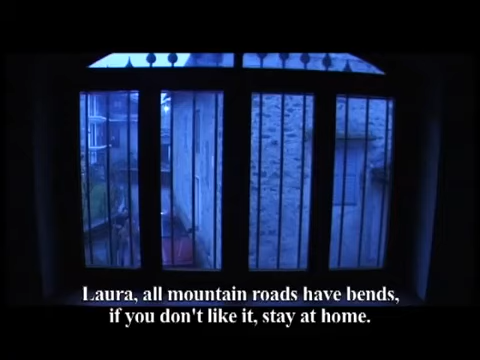 Laura, all mountain roads have bends,
if you don't like it, stay at home.